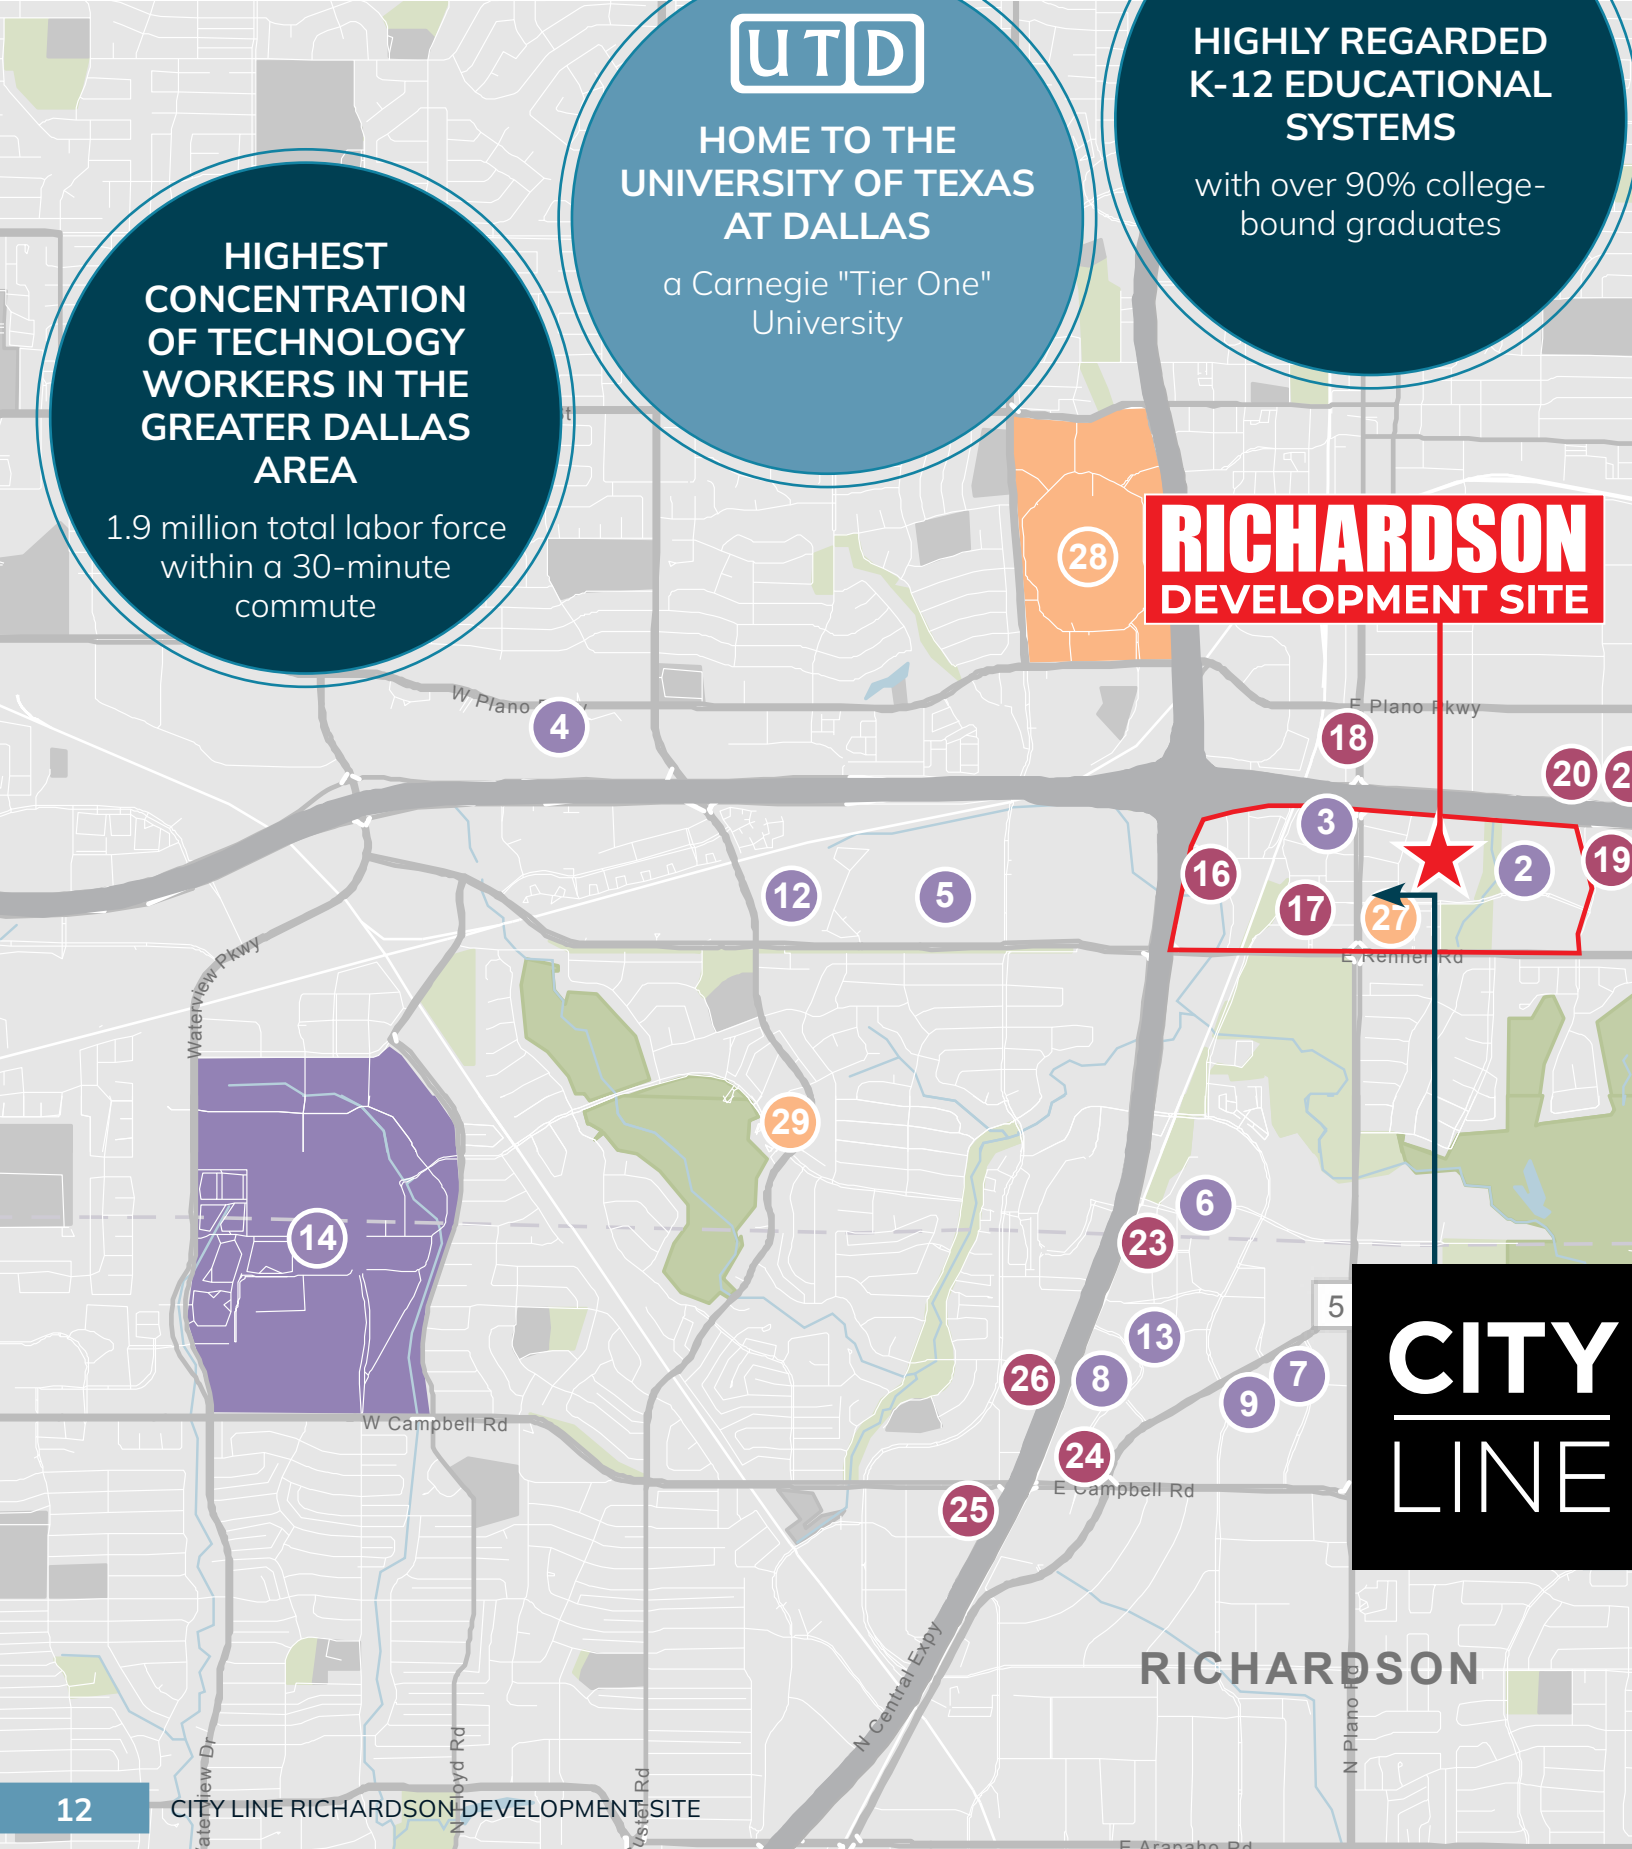 UTD
HOME TO THE
UNIVERSITY OF TEXAS
AT DALLAS
a Carnegie "Tier One"
University
HIGHLY REGARDED
K-12 EDUCATIONAL
SYSTEMS
with over 90% college-
bound graduates
HIGHEST
CONCENTRATION
OF TECHNOLOGY
WORKERS IN THE
GREATER DALLAS
AREA
1.9 million total labor force
within a 30-minute
commute
28
RICHARDSON
DEVELOPMENT SITE
W Plano
4
E Plano Pkwy
18
20
3
16
17
27
2
19
12
5
E Renner Rd
Waterview Pkwy
29
14
6
23
5
13
26
8
7
9
24
25
W Campbell Rd
E Campbell Rd
CITY
LINE
N Central Expy
RICHARDSON
N Plano Rd
N Floyd Rd
12
CITY LINE RICHARDSON DEVELOPMENT SITE
E Arapaho Rd